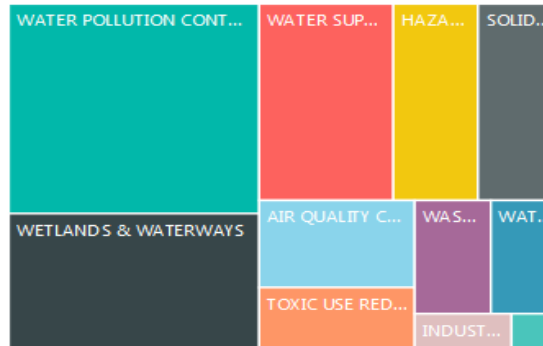 WATER POLLUTION CONT...
WATER SUP...
HAZA...
SOLID...
WETLANDS & WATERWAYS
AIR QUALITY C...
WAS...
WAT...
TOXIC USE RED...
INDUST...